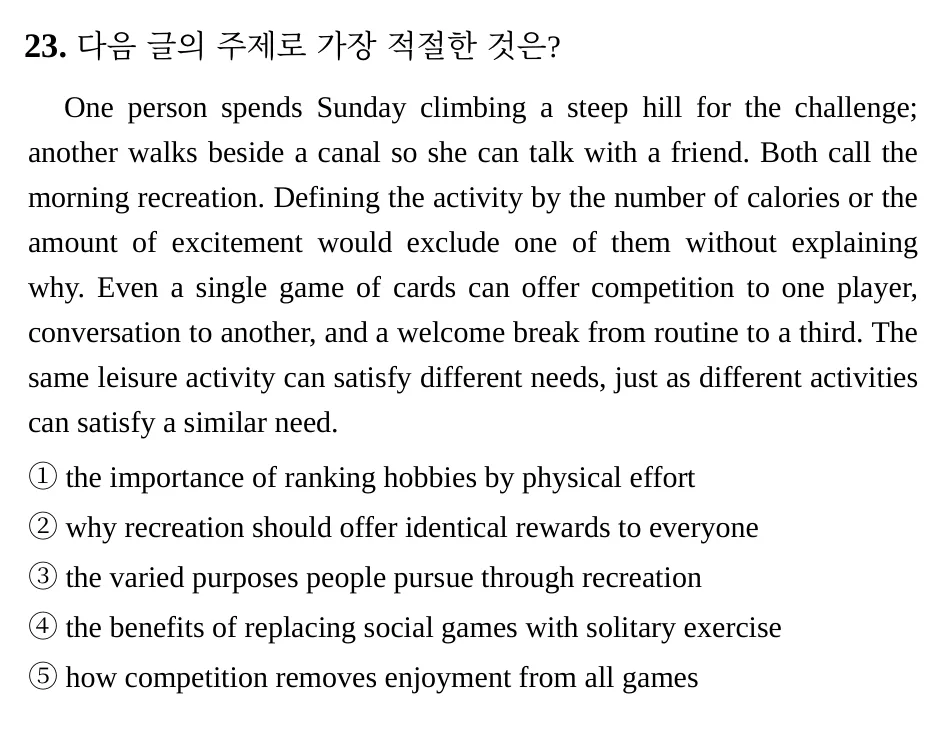 23. 다음 글의 주제로 가장 적절한 것은?
One person spends Sunday climbing a steep hill for the challenge;
another walks beside a canal so she can talk with a friend. Both call the
morning recreation. Defining the activity by the number of calories or the
amount of excitement would exclude one of them without explaining
why. Even a single game of cards can offer competition to one player,
conversation to another, and a welcome break from routine to a third. The
same leisure activity can satisfy different needs, just as different activities
can satisfy a similar need.
① the importance of ranking hobbies by physical effort
② why recreation should offer identical rewards to everyone
③ the varied purposes people pursue through recreation
④ the benefits of replacing social games with solitary exercise
⑤ how competition removes enjoyment from all games